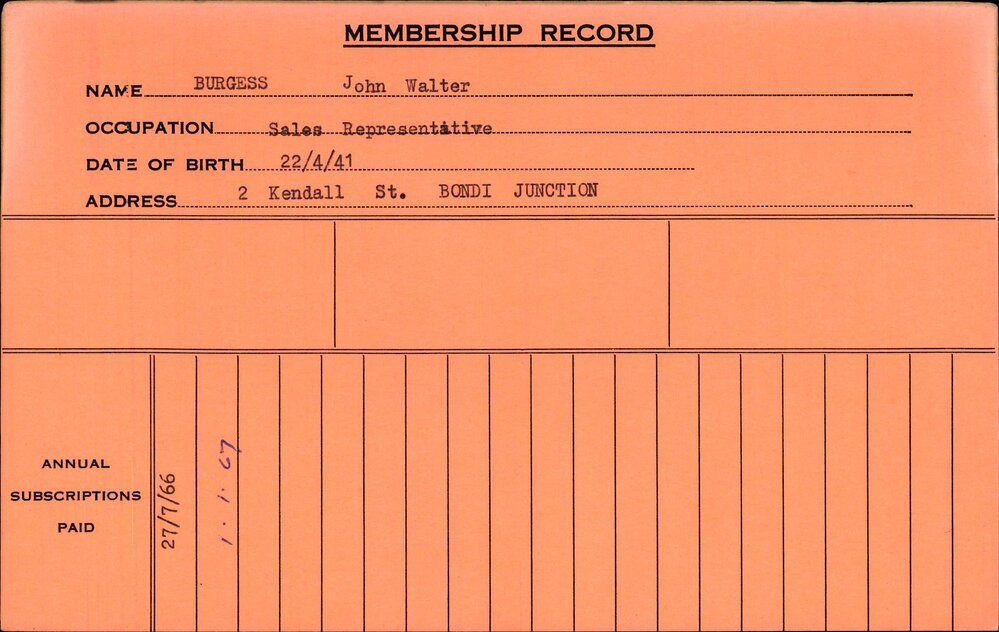 MEMBERSHIP RECORD
NAME BURGESS John Walter
OCCUPATION Sales Representative
DATE OF BIRTH 22/4/41
ADDRESS 2 Kendall St. BONDI JUNCTION
ANNUAL
SUBSCRIPTIONS
PAID
27/7/66
1.1.67